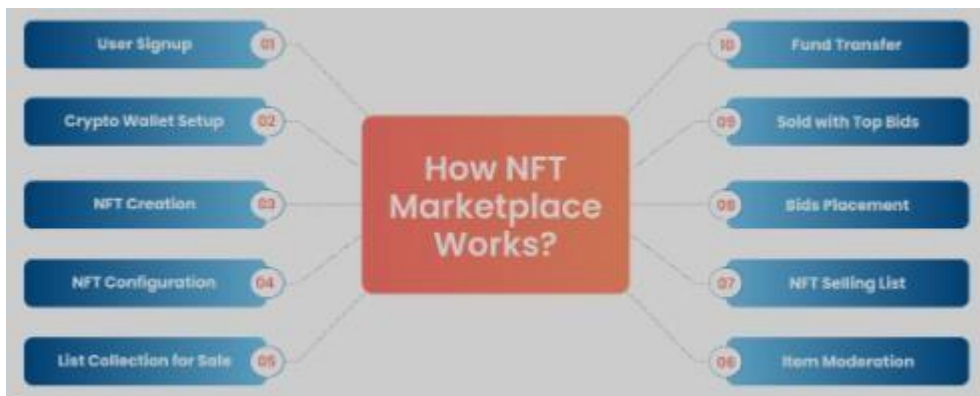 User Signup
01
Crypto Wallet Setup
02
NFT Creation
03
NFT Configuration
04
List Collection for Sale
05
How NFT
Marketplace
Works?
10
Fund Transfer
09
Sold with Top Bids
08
Bids Placement
07
NFT Selling List
06
Item Moderation